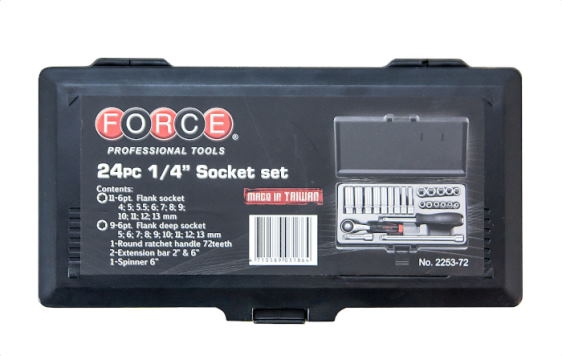 FORCE®
PROFESSIONAL TOOLS
24PC 1/4" Socket set
Contents:
11-6pt. Flank socket
4; 5; 5.5; 6; 7; 8; 9;
10; 11; 12; 13 mm
9-6pt. Flank deep socket
5; 6; 7; 8; 9; 10; 11; 12; 13 mm
1-Round ratchet handle 72teeth
2-Extension bar 2" & 6"
1-Spinner 6"
MADE IN TAIWAN
No. 2253-72